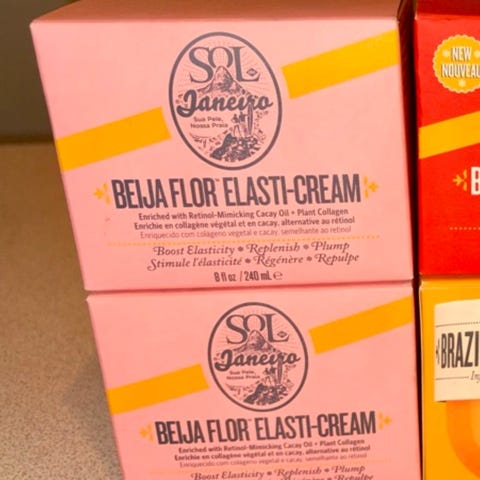 SOL
de
Janeiro
Sua Pele,
Nossa Praia
BEIJA FLOR™ ELASTI-CREAM
Enriched with Retinol-Mimicking Cacay Oil + Plant Collagen
Enrichie en collagène végétal et en cacay, alternative au rétinol
Enriquecido com colágeno vegetal e cacay, semelhante ao retinol
Boost Elasticity * Replenish * Plump
Stimule l'élasticité * Régénère * Repulpe
8 fl oz / 240 mL ℮
SOL
de
Janeiro
Sua Pele,
Nossa Praia
BEIJA FLOR™ ELASTI-CREAM
Enriched with Retinol-Mimicking Cacay Oil + Plant Collagen
Enrichie en collagène végétal et en cacay, alternative au rétinol
Enriquecido com colágeno vegetal e cacay, semelhante ao retinol
Boost Elasticity * Replenish * Plump
NEW
NOUVEAU
B
BRAZI